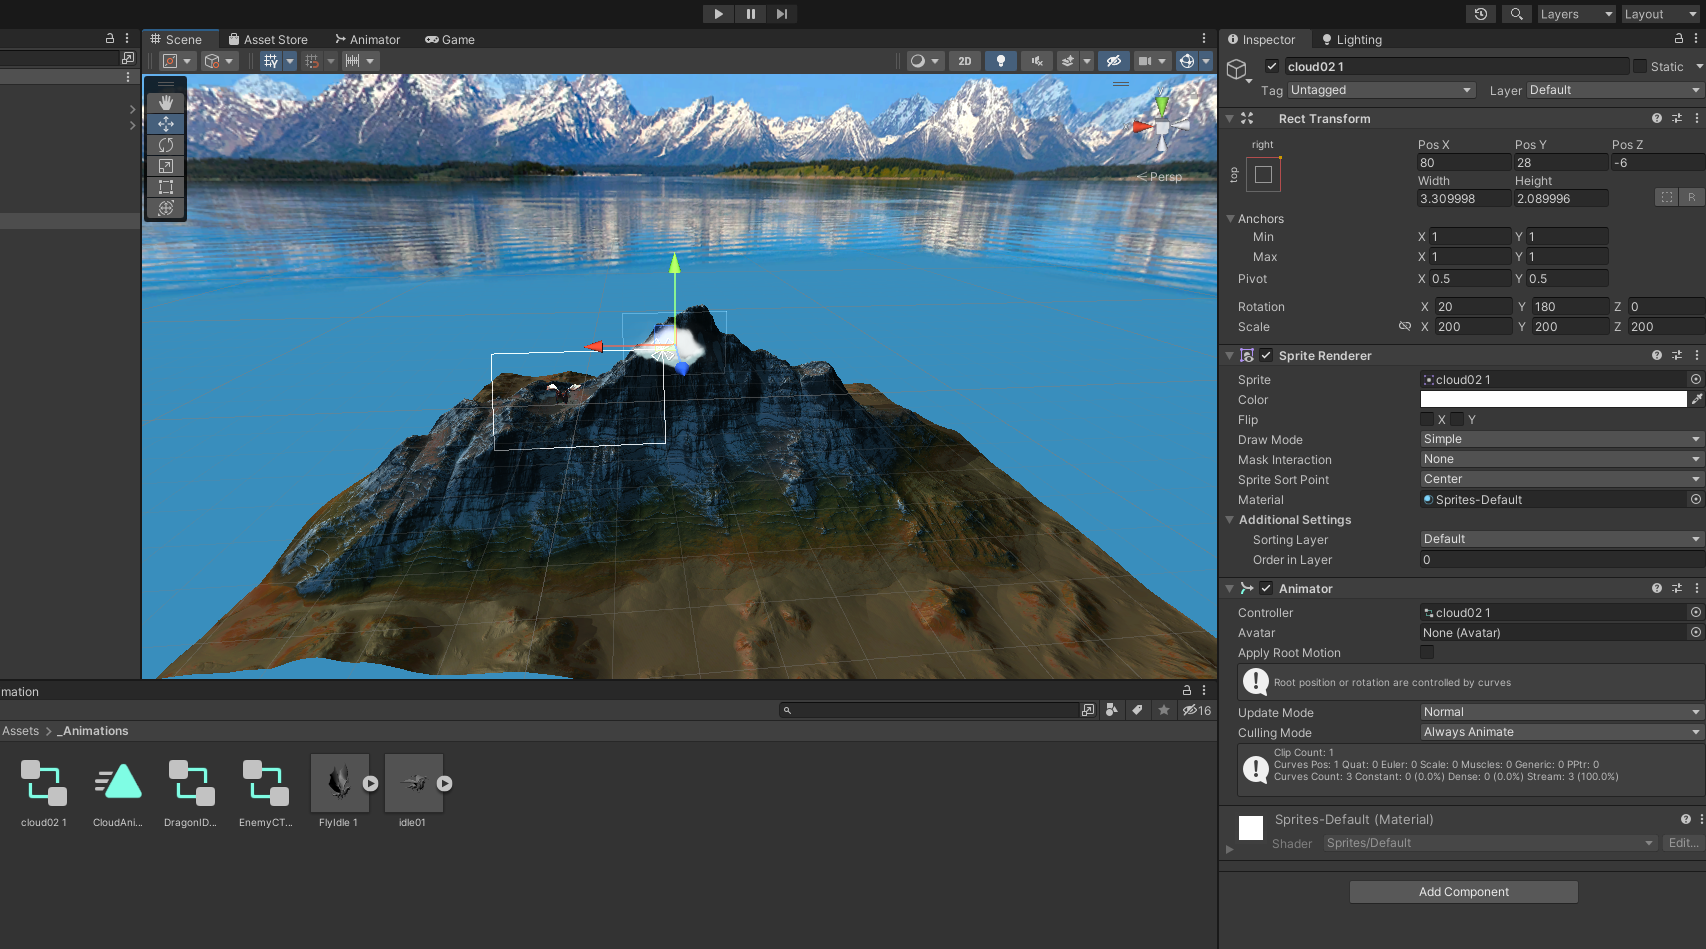 Layers
Layout
Scene
Asset Store
Animator
Game
2D
Y
Persp
Inspector
Lighting
cloud02 1
Static
Tag Untagged
Layer Default
Rect Transform
right
top
Pos X
Pos Y
Pos Z
80
28
-6
Width
Height
3.309998
2.089996
R
Anchors
Min
X 1
Y 1
Max
X 1
Y 1
Pivot
X 0.5
Y 0.5
Rotation
X 20
Y 180
Z 0
Scale
X 200
Y 200
Z 200
Sprite Renderer
Sprite
cloud02 1
Color
Flip
X
Y
Draw Mode
Simple
Mask Interaction
None
Sprite Sort Point
Center
Material
Sprites-Default
Additional Settings
Sorting Layer
Default
Order in Layer
0
Animator
Controller
cloud02 1
Avatar
None (Avatar)
Apply Root Motion
Root position or rotation are controlled by curves
Update Mode
Normal
Culling Mode
Always Animate
Clip Count: 1
Curves Pos: 1 Quat: 0 Euler: 0 Scale: 0 Muscles: 0 Generic: 0 PPtr: 0
Curves Count: 3 Constant: 0 (0.0%) Dense: 0 (0.0%) Stream: 3 (100.0%)
Sprites-Default (Material)
Shader
Sprites/Default
Edit...
Add Component
mation
16
Assets > _Animations
cloud02 1
CloudAni...
DragonID...
EnemyCT...
FlyIdle 1
idle01